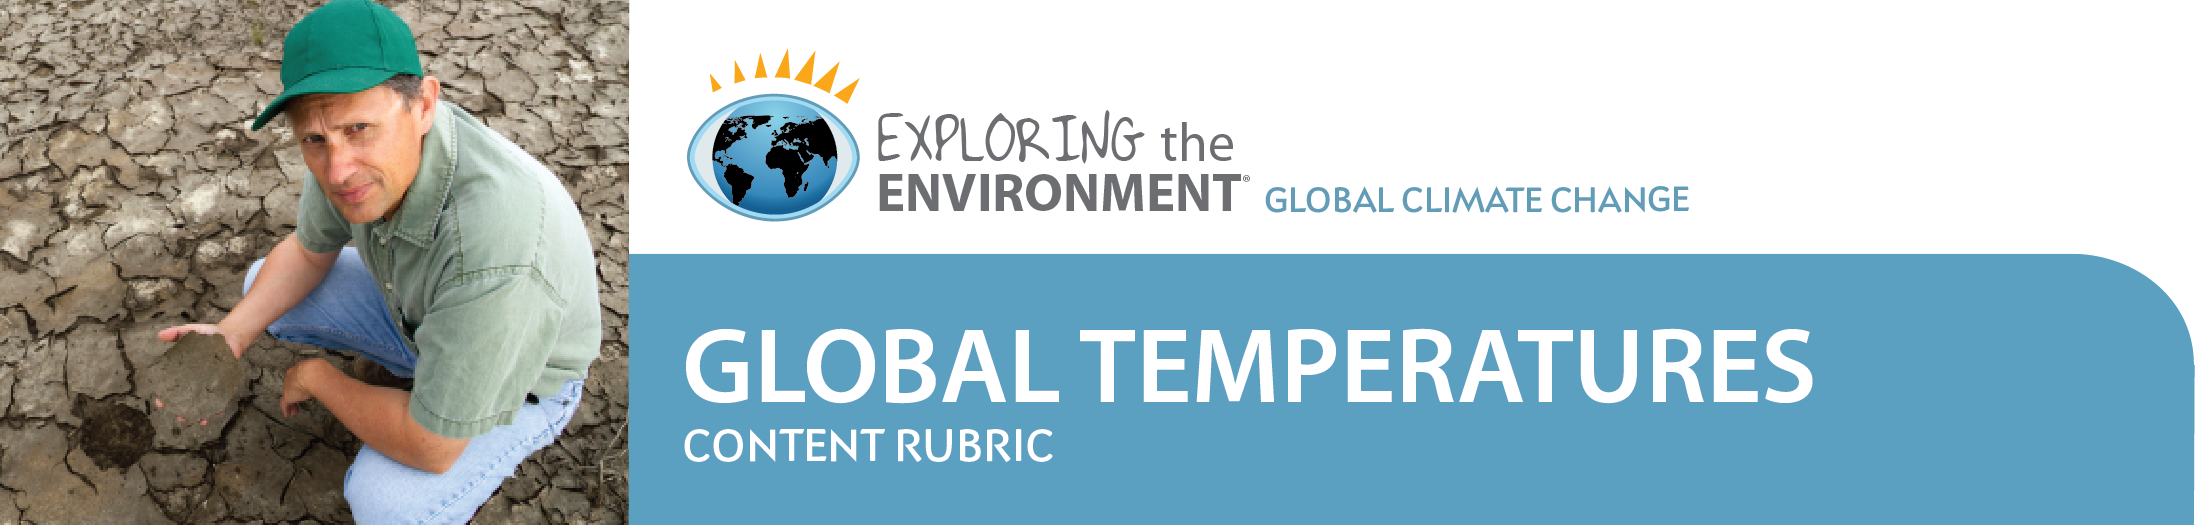 EXPLORING the
ENVIRONMENT® GLOBAL CLIMATE CHANGE
GLOBAL TEMPERATURES
CONTENT RUBRIC